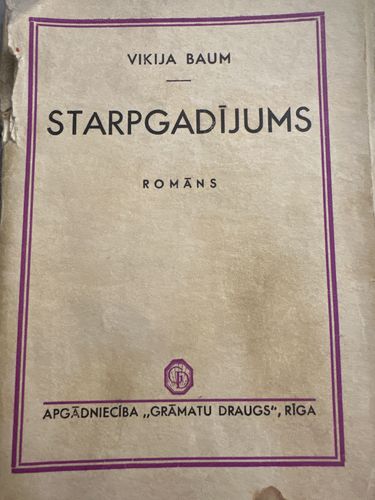 VIKIJA BAUM
STARPGADĪJUMS
ROMĀNS
APGĀDNIECĪBA „GRĀMATU DRAUGS“, RĪGA